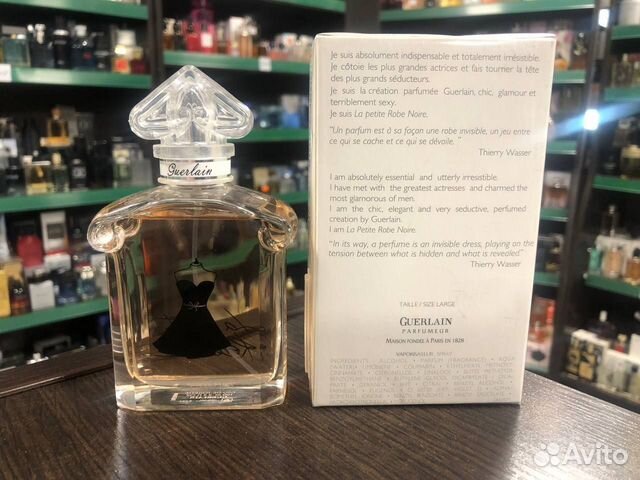 Guerlain
Je suis absolument indispensable et totalement irrésistible.
Je côtoie les plus grandes actrices et fais tourner la tête
des plus grands séducteurs.
Je suis la création parfumée Guerlain, chic, glamour et
terriblement sexy.
Je suis La petite Robe Noire.
"Un parfum est à sa façon une robe invisible, un jeu entre
ce qui se cache et ce qui se dévoile. "
Thierry Wasser
I am absolutely essential and utterly irresistible.
I have met with the greatest actresses and charmed the
most glamorous of men.
I am the chic, elegant and very seductive, perfumed
creation by Guerlain.
I am La Petite Robe Noire.
"In its way, a perfume is an invisible dress, playing on the
tension between what is hidden and what is revealed"
Thierry Wasser
TAILLE / SIZE LARGE
GUERLAIN
PARFUMEUR
MAISON FONDÉE À PARIS EN 1828
VAPORISATEUR SPRAY
INGREDIENTS : ALCOHOL • PARFUM (FRAGRANCE) • AQUA
Avito